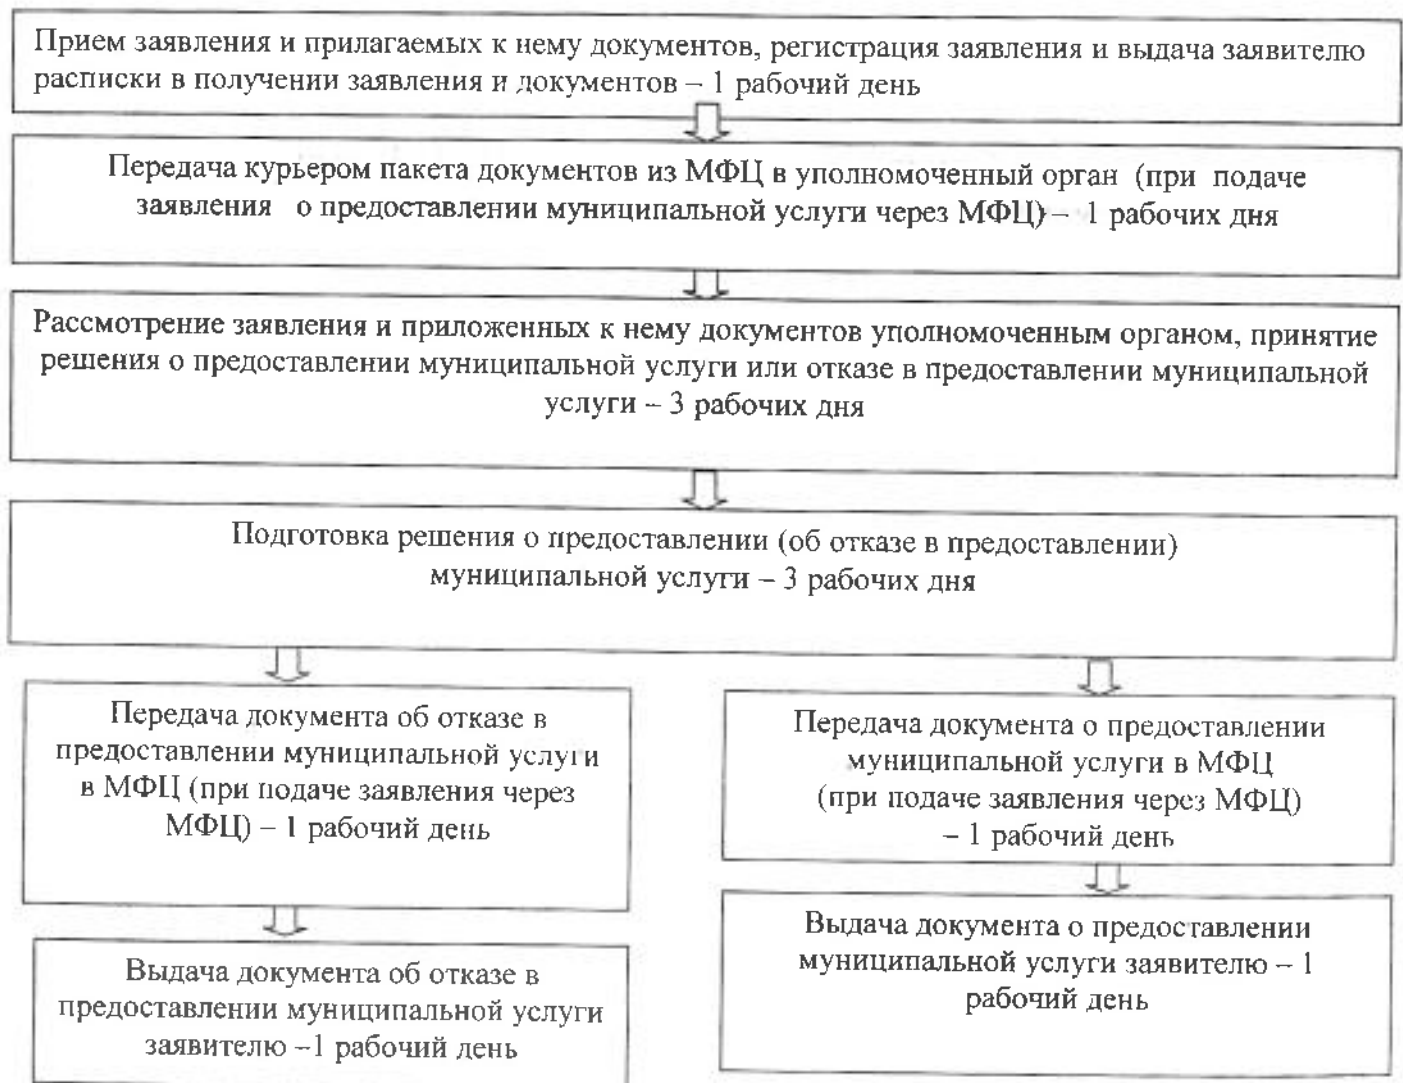 Прием заявления и прилагаемых к нему документов, регистрация заявления и выдача заявителю
расписки в получении заявления и документов – 1 рабочий день
Передача курьером пакета документов из МФЦ в уполномоченный орган (при подаче
заявления о предоставлении муниципальной услуги через МФЦ) – 1 рабочих дня
Рассмотрение заявления и приложенных к нему документов уполномоченным органом, принятие
решения о предоставлении муниципальной услуги или отказе в предоставлении муниципальной
услуги – 3 рабочих дня
Подготовка решения о предоставлении (об отказе в предоставлении)
муниципальной услуги – 3 рабочих дня
Передача документа об отказе в
предоставлении муниципальной услуги
в МФЦ (при подаче заявления через
МФЦ) – 1 рабочий день
Выдача документа об отказе в
предоставлении муниципальной услуги
заявителю –1 рабочий день
Передача документа о предоставлении
муниципальной услуги в МФЦ
(при подаче заявления через МФЦ)
– 1 рабочий день
Выдача документа о предоставлении
муниципальной услуги заявителю – 1
рабочий день